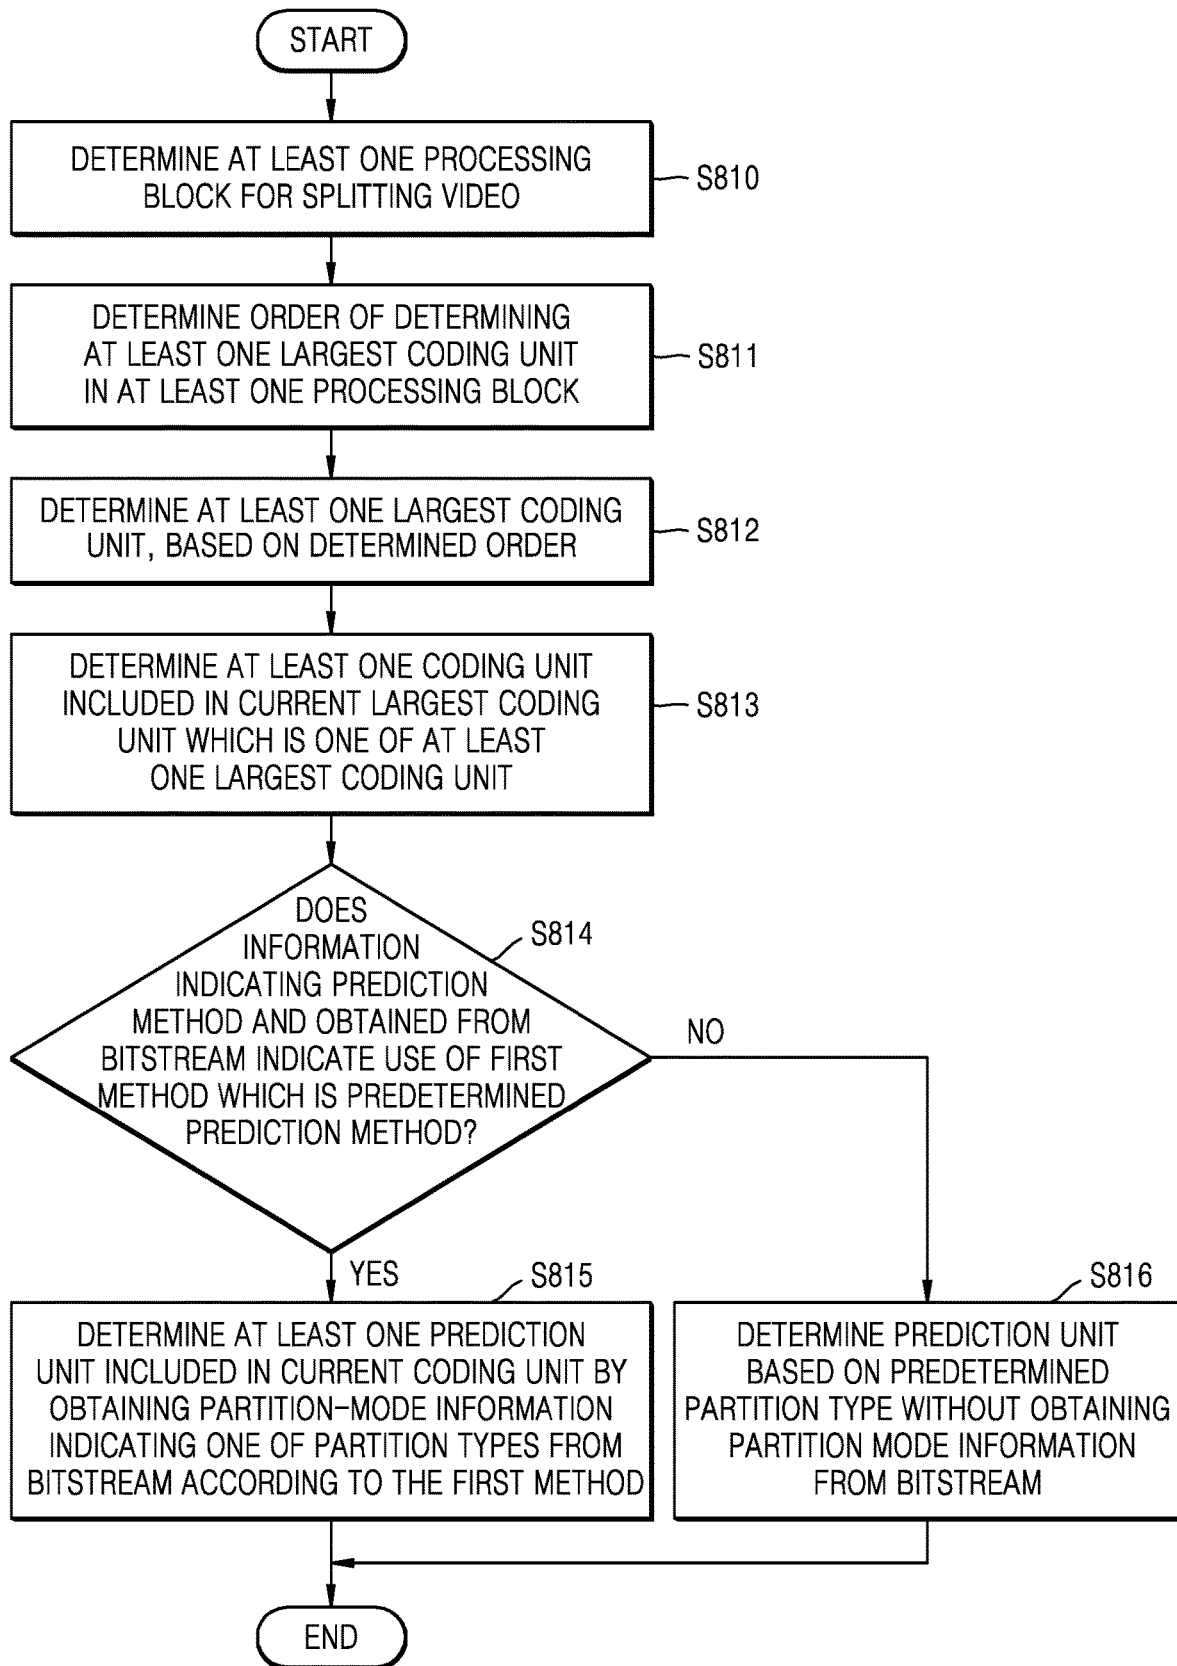 START
DETERMINE AT LEAST ONE PROCESSING
BLOCK FOR SPLITTING VIDEO
S810
DETERMINE ORDER OF DETERMINING
AT LEAST ONE LARGEST CODING UNIT
IN AT LEAST ONE PROCESSING BLOCK
S811
DETERMINE AT LEAST ONE LARGEST CODING
UNIT, BASED ON DETERMINED ORDER
S812
DETERMINE AT LEAST ONE CODING UNIT
INCLUDED IN CURRENT LARGEST CODING
UNIT WHICH IS ONE OF AT LEAST
ONE LARGEST CODING UNIT
S813
DOES
INFORMATION
INDICATING PREDICTION
METHOD AND OBTAINED FROM
BITSTREAM INDICATE USE OF FIRST
METHOD WHICH IS PREDETERMINED
PREDICTION METHOD?
S814
NO
YES
S815
DETERMINE AT LEAST ONE PREDICTION
UNIT INCLUDED IN CURRENT CODING UNIT BY
OBTAINING PARTITION-MODE INFORMATION
INDICATING ONE OF PARTITION TYPES FROM
BITSTREAM ACCORDING TO THE FIRST METHOD
S816
DETERMINE PREDICTION UNIT
BASED ON PREDETERMINED
PARTITION TYPE WITHOUT OBTAINING
PARTITION MODE INFORMATION
FROM BITSTREAM
END